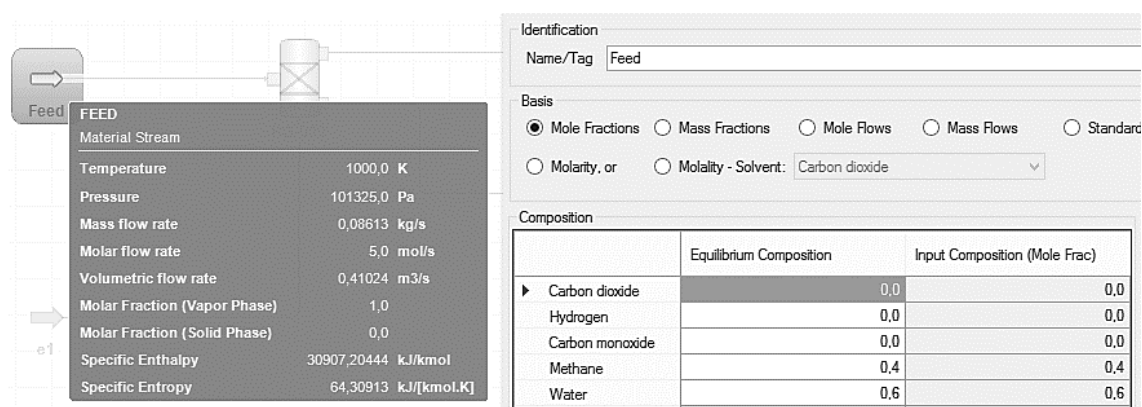 Feed
e1
FEED
Material Stream
Temperature 1000,0 K
Pressure 101325,0 Pa
Mass flow rate 0,08613 kg/s
Molar flow rate 5,0 mol/s
Volumetric flow rate 0,41024 m3/s
Molar Fraction (Vapor Phase) 1,0
Molar Fraction (Solid Phase) 0,0
Specific Enthalpy 30907,20444 kJ/kmol
Specific Entropy 64,30913 kJ/[kmol.K]
Identification
Name/Tag Feed
Basis
Mole Fractions Mass Fractions Mole Flows Mass Flows Standard
Molarity, or Molality - Solvent: Carbon dioxide
Composition
Equilibrium Composition Input Composition (Mole Frac)
Carbon dioxide 0,0 0,0
Hydrogen 0,0 0,0
Carbon monoxide 0,0 0,0
Methane 0,4 0,4
Water 0,6 0,6